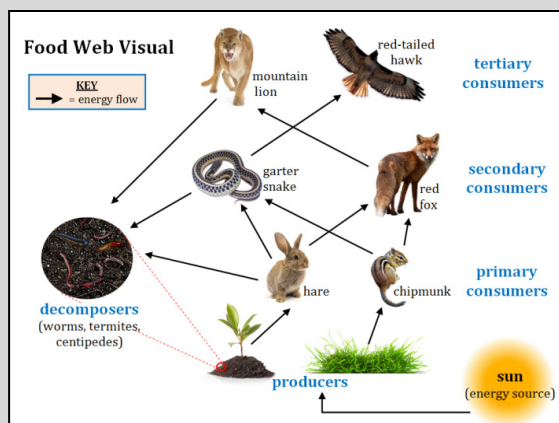 Food Web Visual
KEY
= energy flow
mountain
lion
red-tailed
hawk
tertiary
consumers
garter
snake
red
fox
secondary
consumers
hare
chipmunk
primary
consumers
decomposers
(worms, termites,
centipedes)
producers
sun
(energy source)